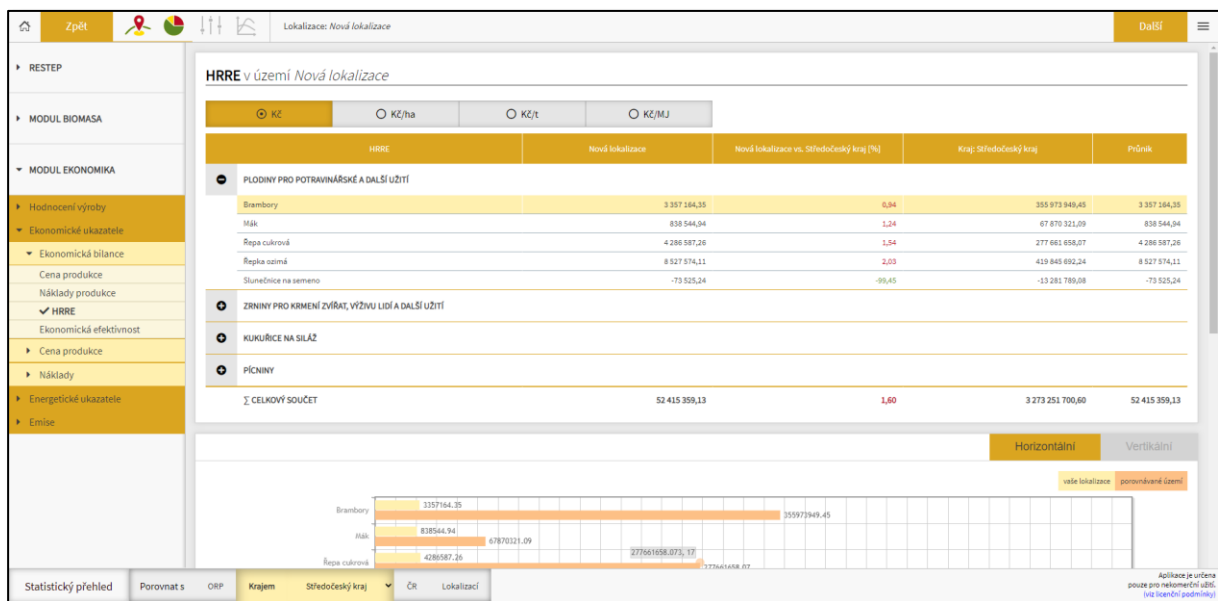 Zpět Lokalizace: Nová lokalizace Další
RESTEP
MODUL BIOMASA
MODUL EKONOMIKA
Hodnocení výroby
Ekonomické ukazatele
Ekonomická bilance
Cena produkce
Náklady produkce
HRRE
Ekonomická efektivnost
Cena produkce
Náklady
Energetické ukazatele
Emise
HRRE v území Nová lokalizace
Kč Kč/ha Kč/t Kč/MJ
HRRE Nová lokalizace Nová lokalizace vs. Středočeský kraj (%) Kraj: Středočeský kraj Průnik
PLODINY PRO POTRAVINÁŘSKÉ A DALŠÍ UŽITÍ
Brambory 3 357 164,35 0,94 355 973 949,45 3 357 164,35
Mák 838 544,94 1,24 67 870 321,09 838 544,94
Řepa cukrová 4 286 587,26 1,54 277 661 658,07 4 286 587,26
Řepka ozimá 8 527 574,11 2,03 419 845 692,24 8 527 574,11
Slunečnice na semeno -73 525,24 -99,45 -13 281 789,08 -73 525,24
ZRNINY PRO KRMENÍ ZVÍŘAT, VÝŽIVU LIDÍ A DALŠÍ UŽITÍ
KUKUŘICE NA SILÁŽ
PÍCNINY
∑ CELKOVÝ SOUČET 52 415 359,13 1,60 3 273 251 700,60 52 415 359,13
Horizontální Vertikální
vaše lokalizace porovnávané území
Brambory 3357164.35
355973949.45
Mák 838544.94
67870321.09
277661658.073, 17
Řepa cukrová 4286587.26
277661658.07
Statistický přehled Porovnat s ORP Krajem Středočeský kraj ČR Lokalizací
Aplikace je určena
pouze pro nekomerční užití.
(viz licenční podmínky)